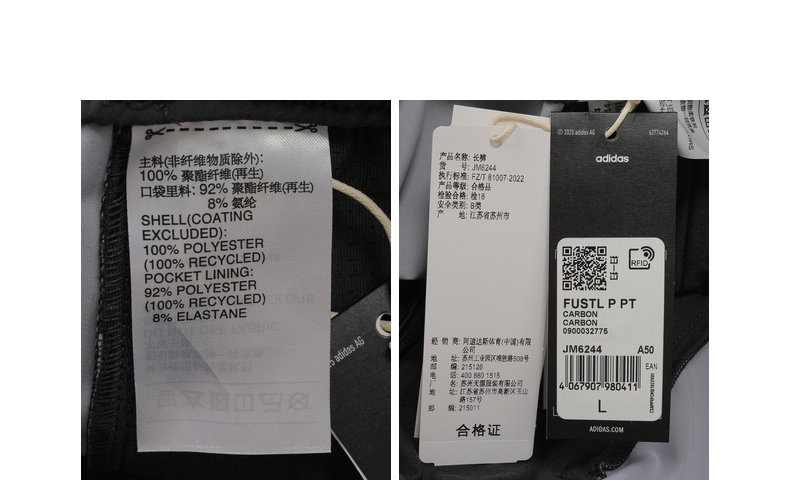 主料(非纤维物质除外):
100% 聚酯纤维(再生)
口袋里料: 92% 聚酯纤维(再生)
8% 氨纶
SHELL(COATING
EXCLUDED):
100% POLYESTER
(100% RECYCLED)
POCKET LINING:
92% POLYESTER
(100% RECYCLED)
8% ELASTANE
5 adidas AG
产品名称: 长裤
货 号: JM6244
执行标准: FZ/T 81007-2022
产品等级: 合格品
检验合格: 检18
安全类别: B类
产 地: 江苏省苏州市
经 销 商: 阿迪达斯体育(中国)有限
公司
地 址: 苏州工业园区唯胜路508号
邮 编: 215126
电 话: 400 880 1515
厂 名: 苏州天源服装有限公司
地 址: 江苏省苏州市高新区玉山
路157号
邮 编: 215011
合格证
© 2025 adidas AG
62774264
adidas
RFID
FUSTL P PT
CARBON
CARBON
0900032775
JM6244 A50
EAN
4 067907 980411
L
ADIDAS.COM